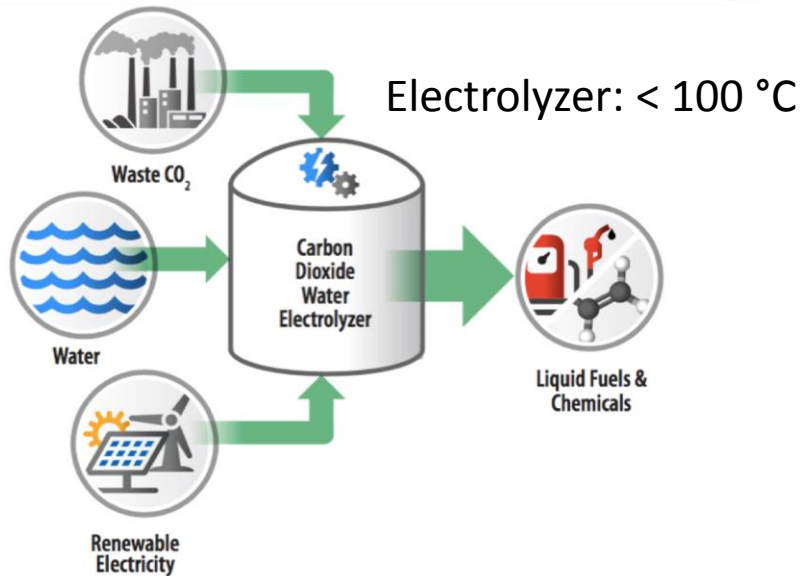 Electrolyzer: < 100 °C
Waste CO₂
Carbon
Dioxide
Water
Electrolyzer
Water
Liquid Fuels &
Chemicals
Renewable
Electricity